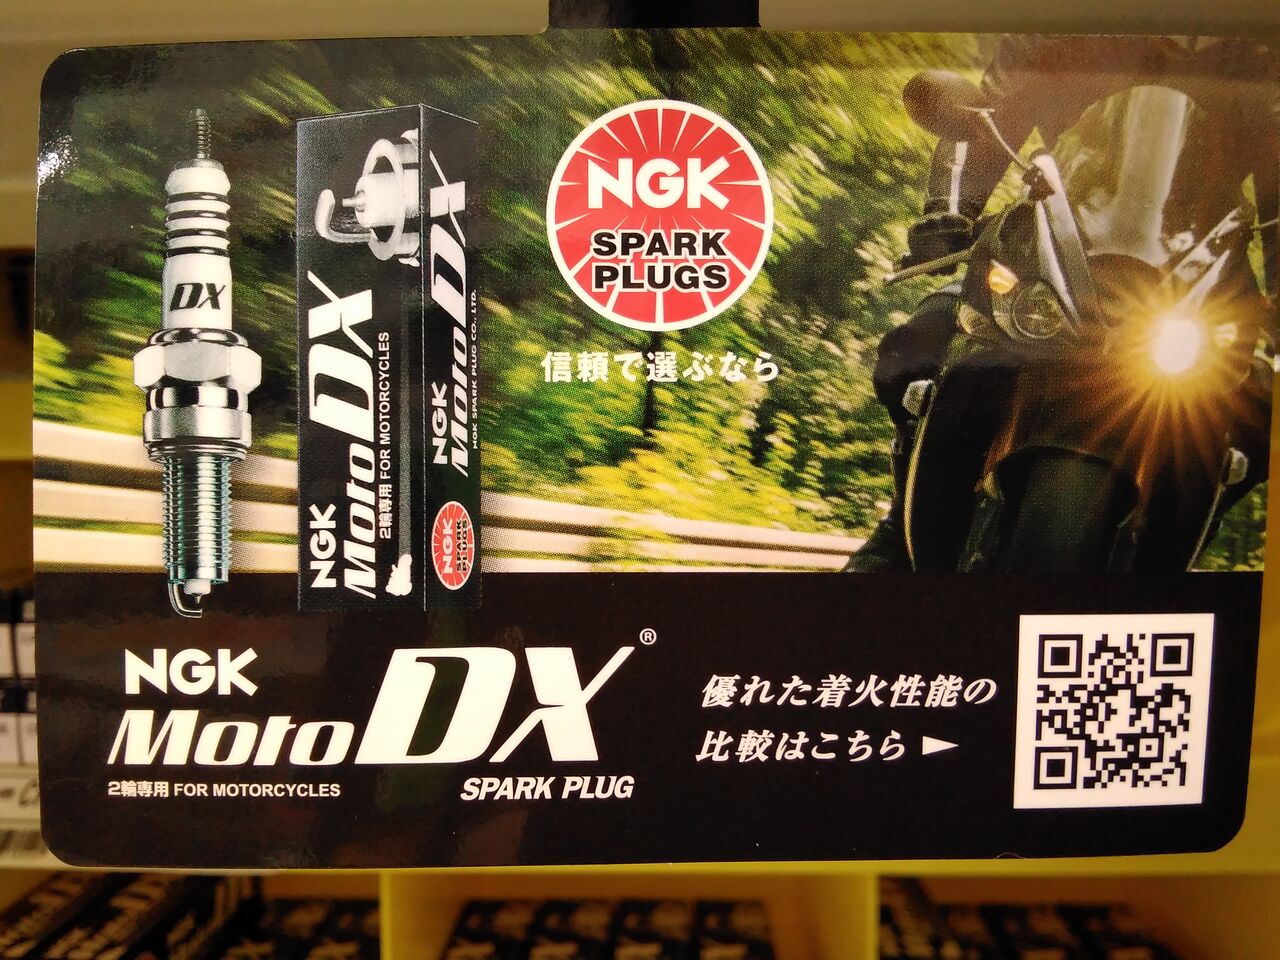 DX
NGK
MotoDX
2輪専用 FOR MOTORCYCLES
MotoDX
NGK
NGK SPARK PLUG CO., LTD.
NGK
SPARK
PLUGS
NGK
SPARK
PLUGS
信頼で選ぶなら
NGK
MotoDX®
2輪専用 FOR MOTORCYCLES
SPARK PLUG
優れた着火性能の
比較はこちら ►